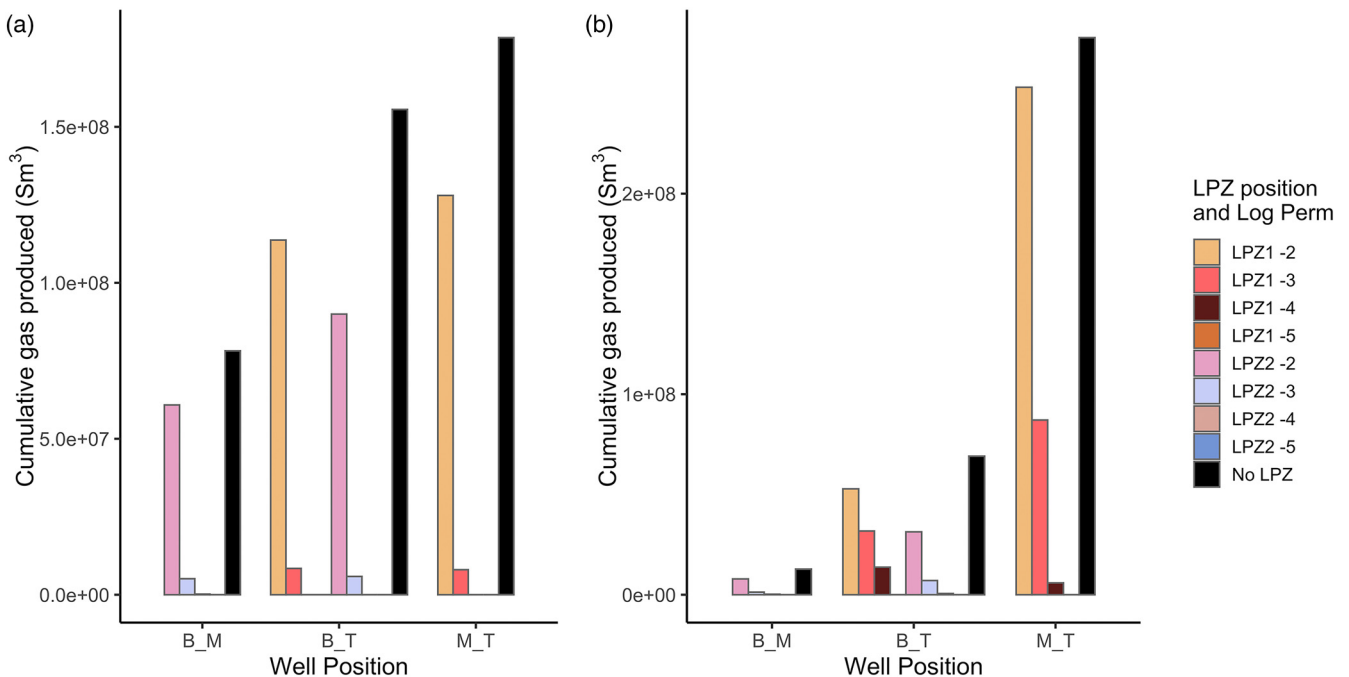 (a)
Cumulative gas produced (Sm³)
1.5e+08
1.0e+08
5.0e+07
0.0e+00
B_M
B_T
M_T
Well Position
(b)
Cumulative gas produced (Sm³)
2e+08
1e+08
0e+00
B_M
B_T
M_T
Well Position
LPZ position
and Log Perm
LPZ1 -2
LPZ1 -3
LPZ1 -4
LPZ1 -5
LPZ2 -2
LPZ2 -3
LPZ2 -4
LPZ2 -5
No LPZ